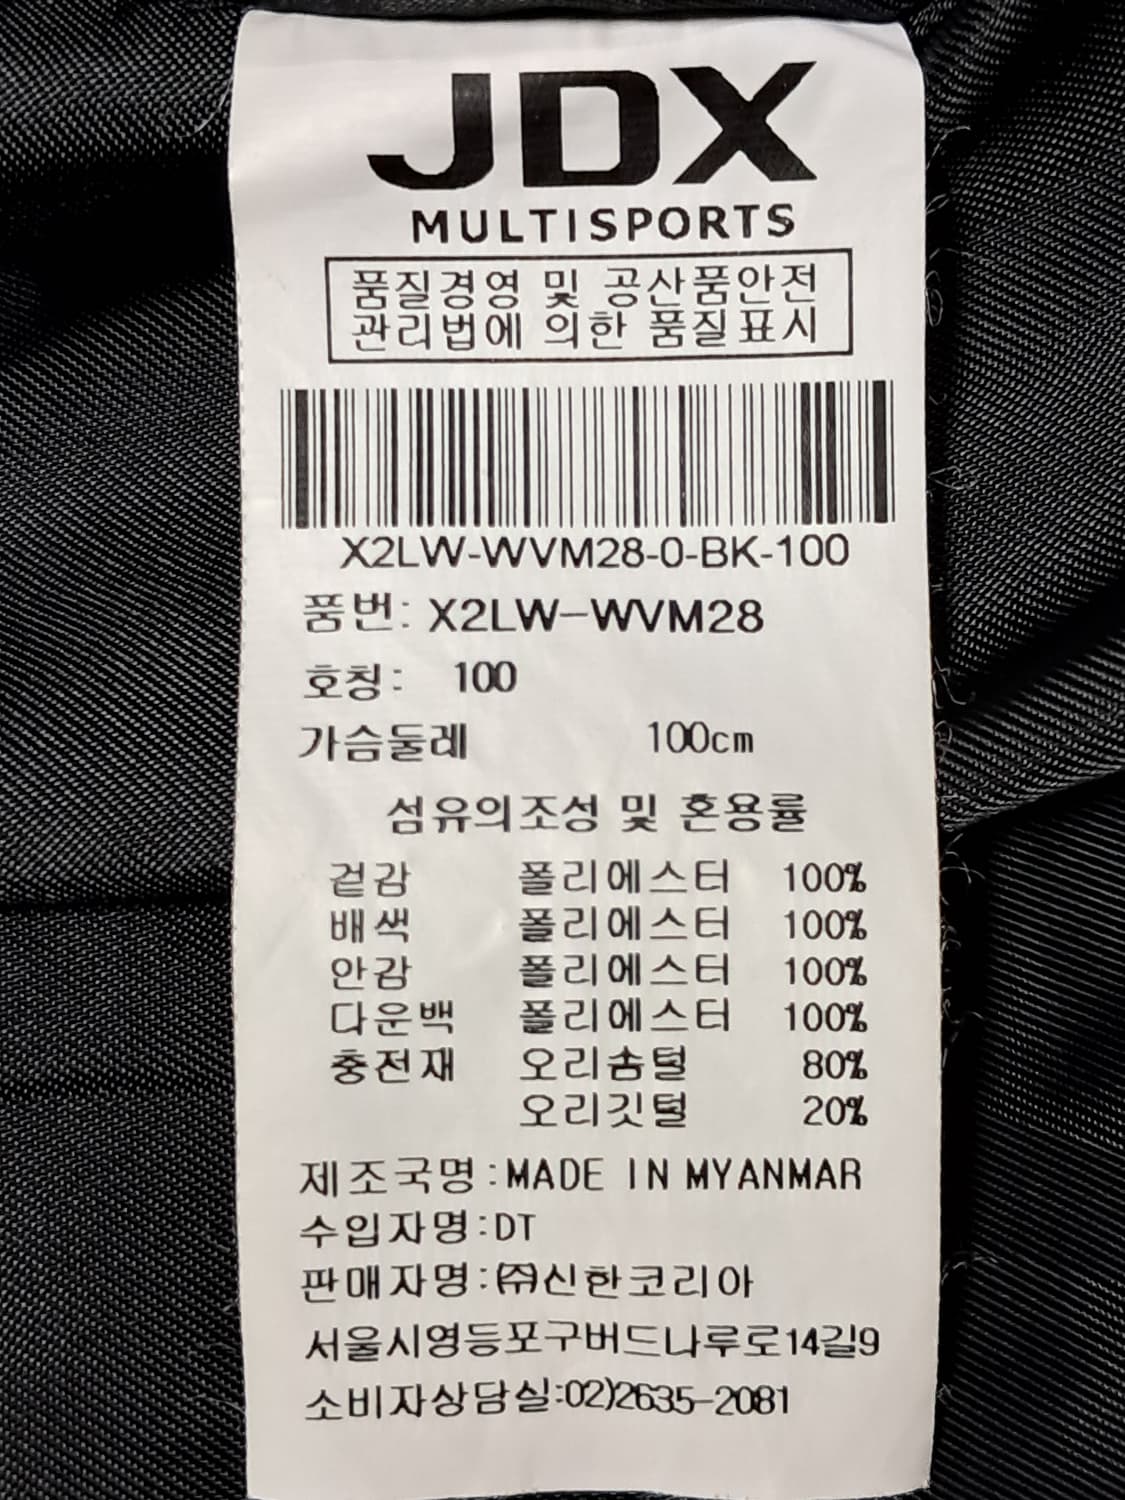 JDX
MULTISPORTS
품질경영 및 공산품안전
관리법에 의한 품질표시
X2LW-WVM28-0-BK-100
품번: X2LW-WVM28
호칭: 100
가슴둘레 100cm
섬유의조성 및 혼용률
겉감 폴리에스터 100%
배색 폴리에스터 100%
안감 폴리에스터 100%
다운백 폴리에스터 100%
충전재 오리솜털 80%
오리깃털 20%
제조국명:MADE IN MYANMAR
수입자명:DT
판매자명:㈜신한코리아
서울시영등포구버드나루로14길9
소비자상담실:02)2635-2081